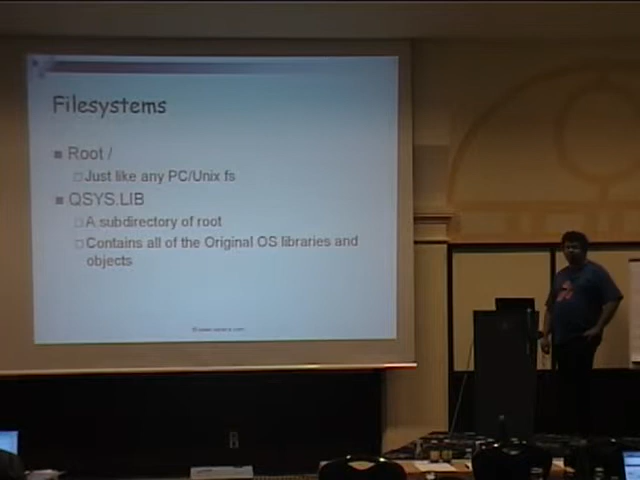 Filesystems
Root /
Just like any PC/Unix fs
QSYS.LIB
A subdirectory of root
Contains all of the Original OS libraries and
objects